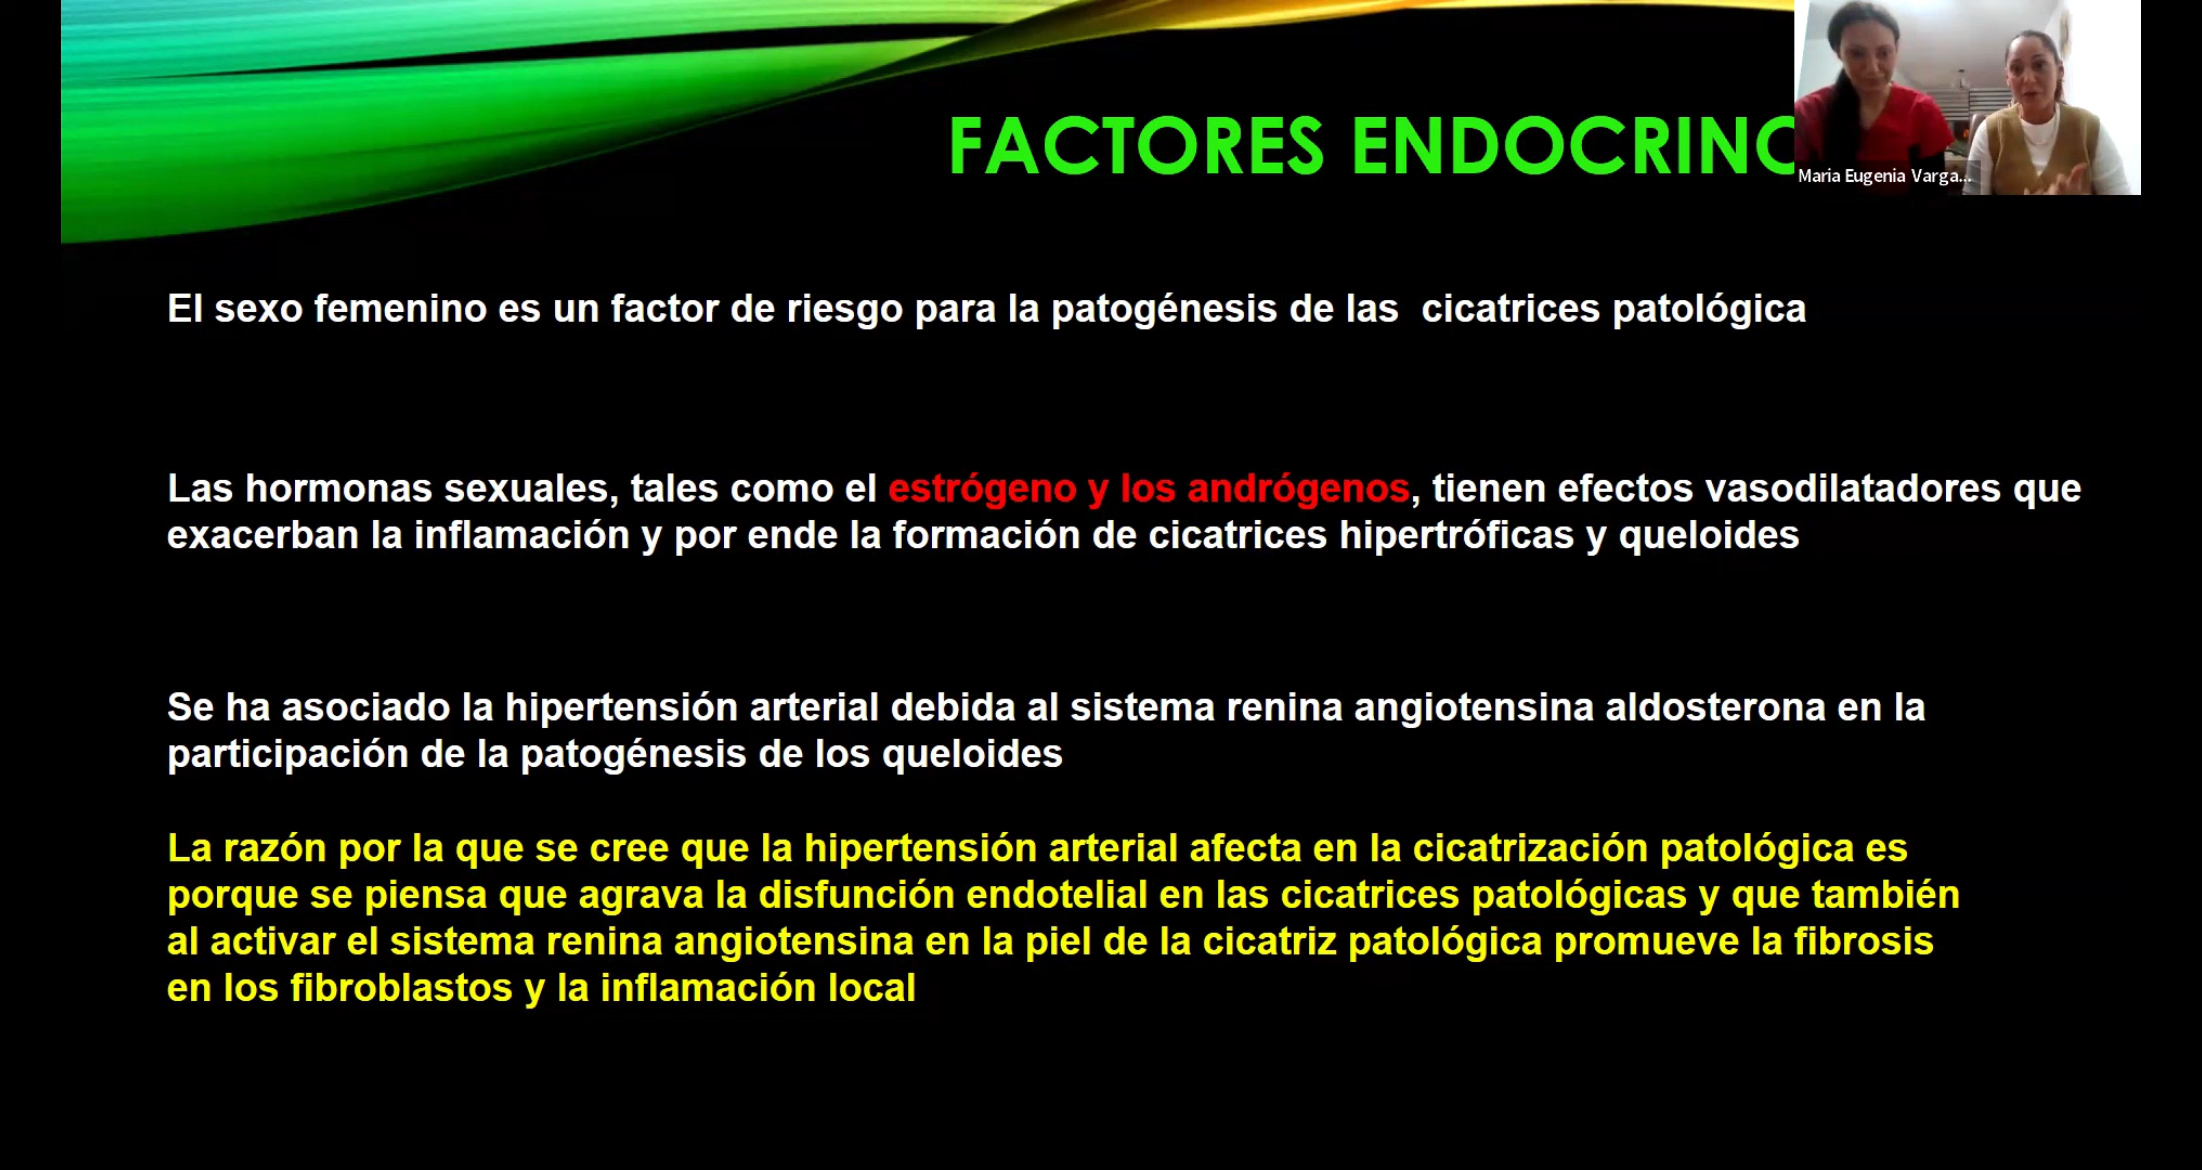 FACTORES ENDOCRINO
Maria Eugenia Varga...
El sexo femenino es un factor de riesgo para la patogénesis de las  cicatrices patológica
Las hormonas sexuales, tales como el estrógeno y los andrógenos, tienen efectos vasodilatadores que
exacerban la inflamación y por ende la formación de cicatrices hipertróficas y queloides
Se ha asociado la hipertensión arterial debida al sistema renina angiotensina aldosterona en la
participación de la patogénesis de los queloides
La razón por la que se cree que la hipertensión arterial afecta en la cicatrización patológica es
porque se piensa que agrava la disfunción endotelial en las cicatrices patológicas y que también
al activar el sistema renina angiotensina en la piel de la cicatriz patológica promueve la fibrosis
en los fibroblastos y la inflamación local